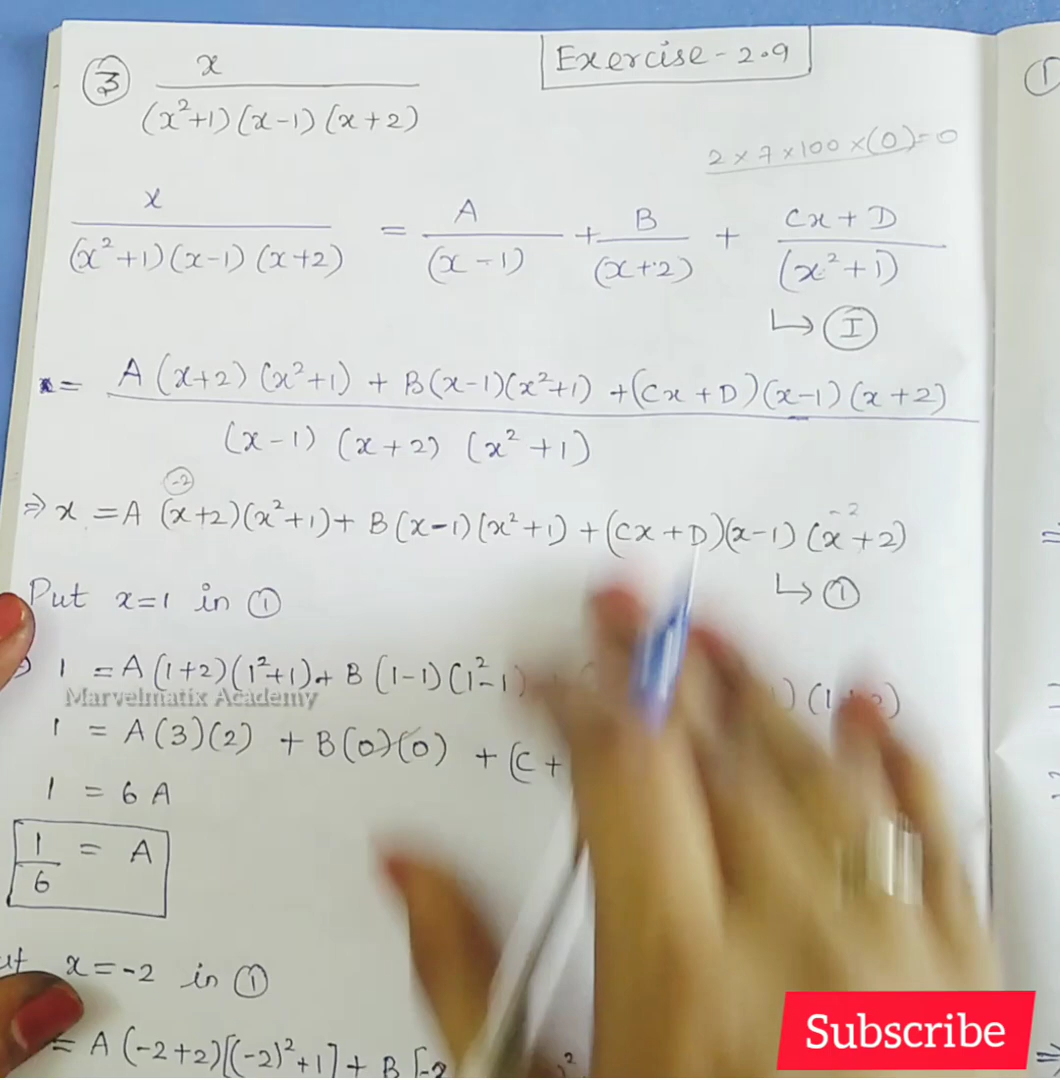 Exercise - 2.9
③ x / (x²+1)(x-1)(x+2)
2 × 7 × 100 × (0) = 0
x / (x²+1)(x-1)(x+2) = A / (x-1) + B / (x+2) + Cx + D / (x²+1)
↳ Ⓘ
= A(x+2)(x²+1) + B(x-1)(x²+1) + (Cx + D)(x-1)(x+2) / (x-1)(x+2)(x²+1)
-2 -2
⇒ x = A(x+2)(x²+1) + B(x-1)(x²+1) + (Cx + D)(x-1)(x+2)
↳ ①
Put x=1 in ①
1 = A(1+2)(1²+1) + B(1-1)(1²-1)
Marvelmatix Academy
1 = A(3)(2) + B(0)(0) + (C +
1 = 6A
1/6 = A
x = -2 in ①
= A(-2+2)[(-2)²+1] + B[-2
Subscribe
①
=
⇒